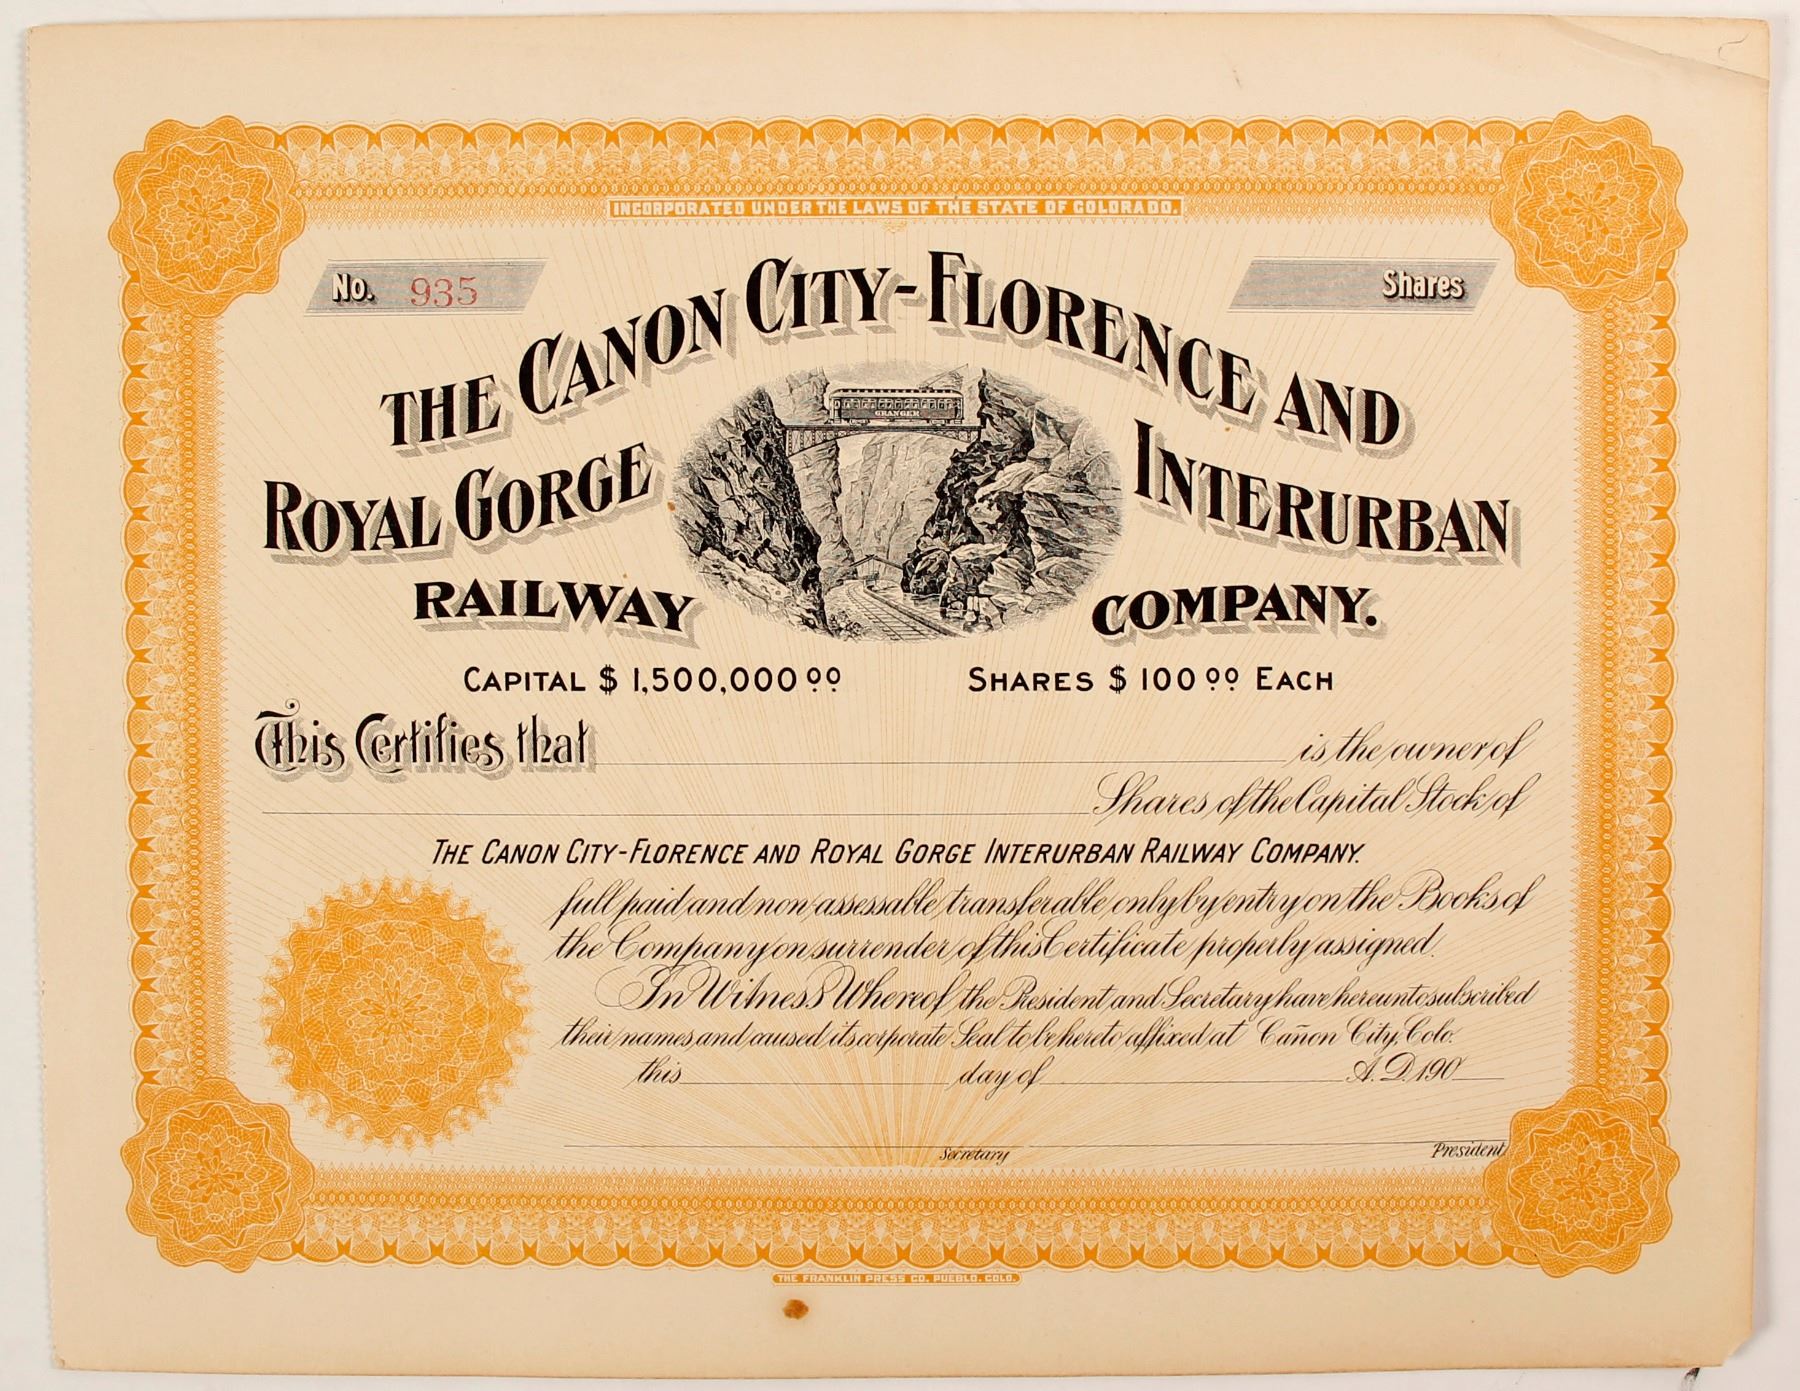 INCORPORATED UNDER THE LAWS OF THE STATE OF COLORADO.
No. 935
Shares
THE CANON CITY-FLORENCE AND
ROYAL GORGE INTERURBAN
RAILWAY COMPANY.
GRANGER
CAPITAL $ 1,500,000.00 SHARES $ 100.00 EACH
This Certifies that is the owner of
Shares of the Capital Stock of
THE CANON CITY-FLORENCE AND ROYAL GORGE INTERURBAN RAILWAY COMPANY.
full paid and non assessable transferable only by entry on the Books of
the Company on surrender of this Certificate properly assigned.
In Witness Whereof the President and Secretary have hereunto subscribed
their names and caused its corporate Seal to be hereto affixed at Cañon City, Colo.
this day of A.D. 190
Secretary
President
THE FRANKLIN PRESS CO. PUEBLO. COLO.